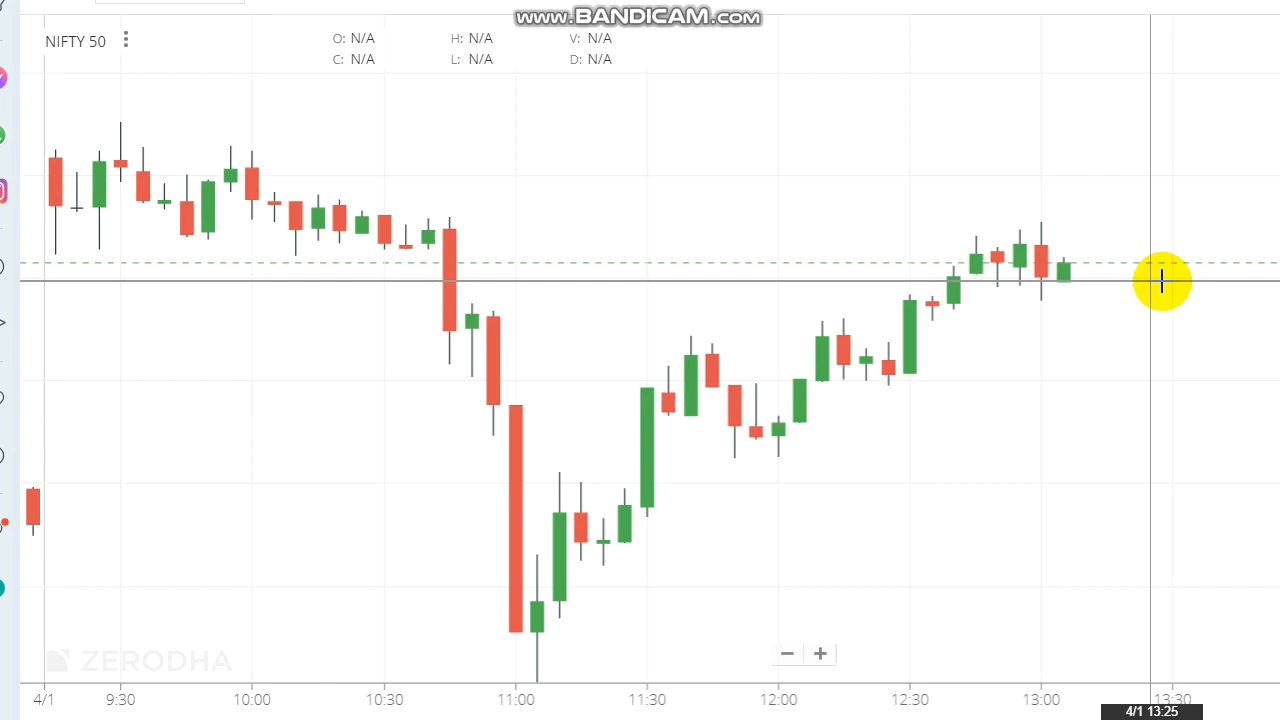 www.BANDICAM.com
NIFTY 50
O: N/A H: N/A V: N/A
C: N/A L: N/A D: N/A
ZERODHA
4/1 9:30 10:00 10:30 11:00 11:30 12:00 12:30 13:00 13:30
4/1 13:25